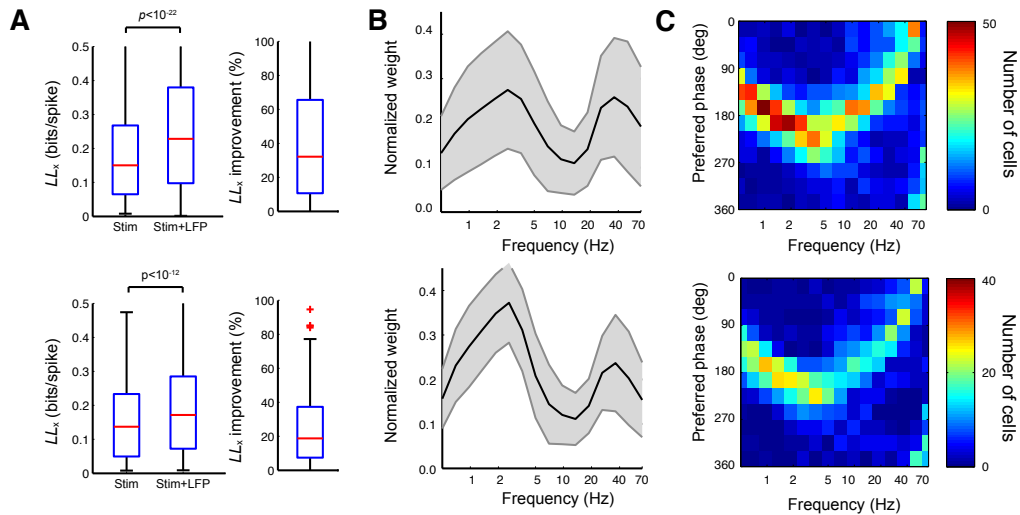 A
p<10-22
LLx (bits/spike)
0.5
0.4
0.3
0.2
0.1
0
Stim Stim+LFP
LLx improvement (%)
100
80
60
40
20
0
B
Normalized weight
0.4
0.3
0.2
0.1
0.0
1 2 5 10 20 40 70
Frequency (Hz)
C
Preferred phase (deg)
0
90
180
270
360
1 2 5 10 20 40 70
Frequency (Hz)
50
0
Number of cells
p<10-12
LLx (bits/spike)
0.5
0.4
0.3
0.2
0.1
0
Stim Stim+LFP
LLx improvement (%)
100
80
60
40
20
0
Normalized weight
0.4
0.3
0.2
0.1
0.0
1 2 5 10 20 40 70
Frequency (Hz)
Preferred phase (deg)
0
90
180
270
360
1 2 5 10 20 40 70
Frequency (Hz)
40
20
0
Number of cells